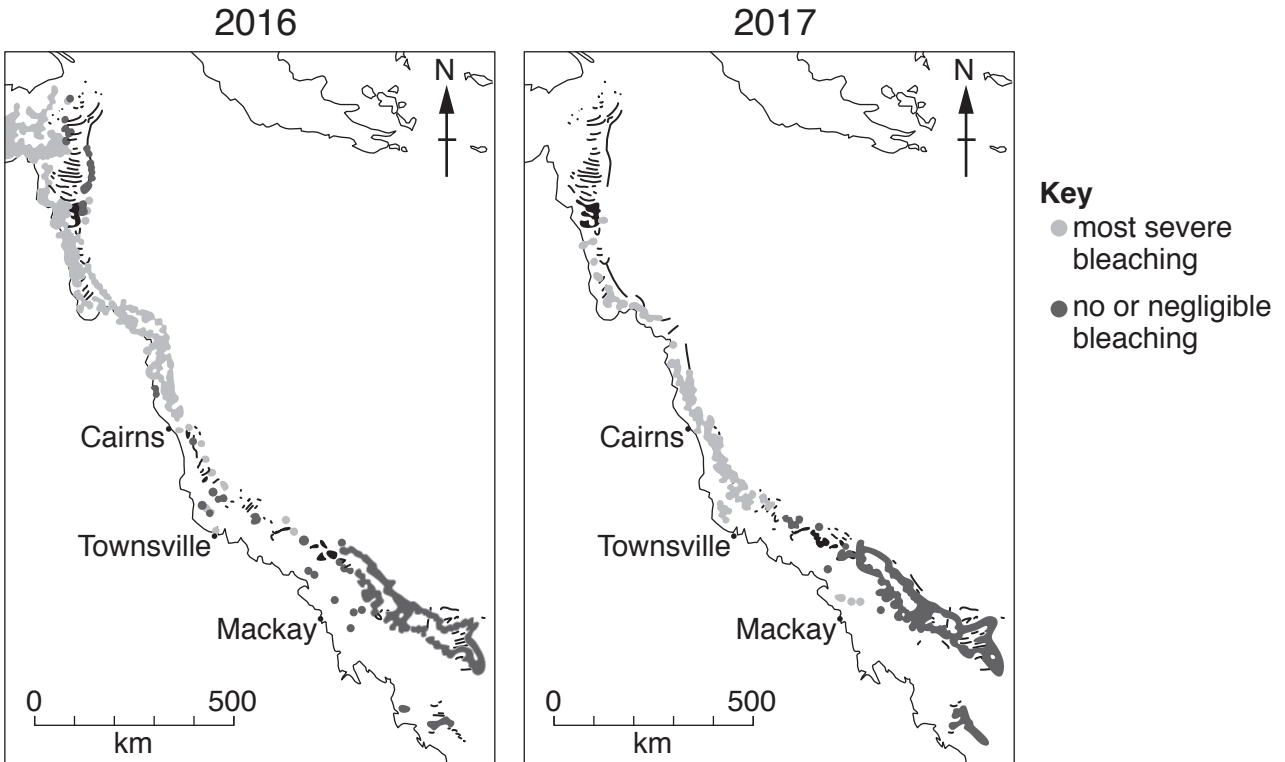 2016
N
Cairns
Townsville
Mackay
0 500
km
2017
N
Cairns
Townsville
Mackay
0 500
km
Key
most severe
bleaching
no or negligible
bleaching